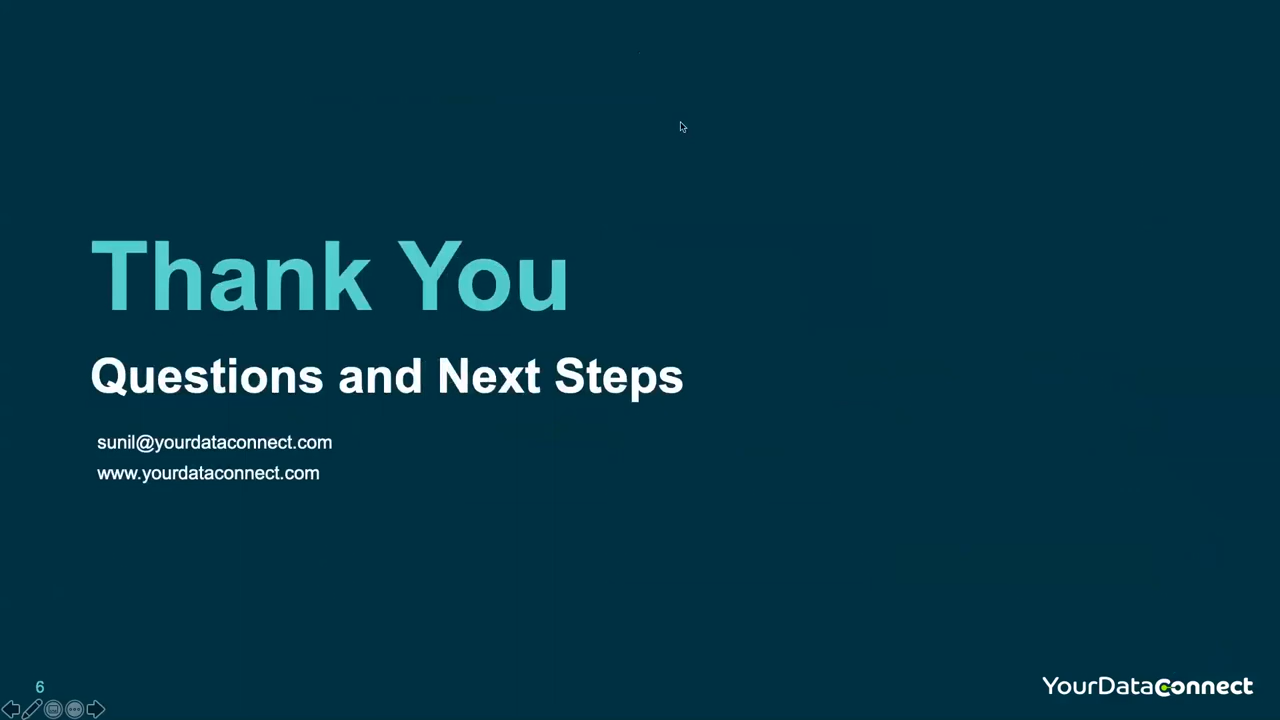 Thank You
Questions and Next Steps
sunil@yourdataconnect.com
www.yourdataconnect.com
6
YourDataConnect